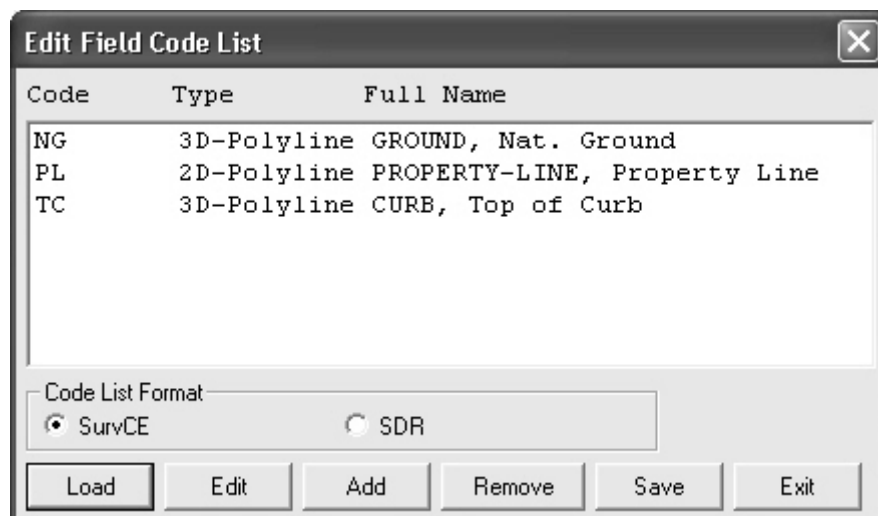 Edit Field Code List
Code Type Full Name
NG 3D-Polyline GROUND, Nat. Ground
PL 2D-Polyline PROPERTY-LINE, Property Line
TC 3D-Polyline CURB, Top of Curb
Code List Format
SurvCE SDR
Load Edit Add Remove Save Exit